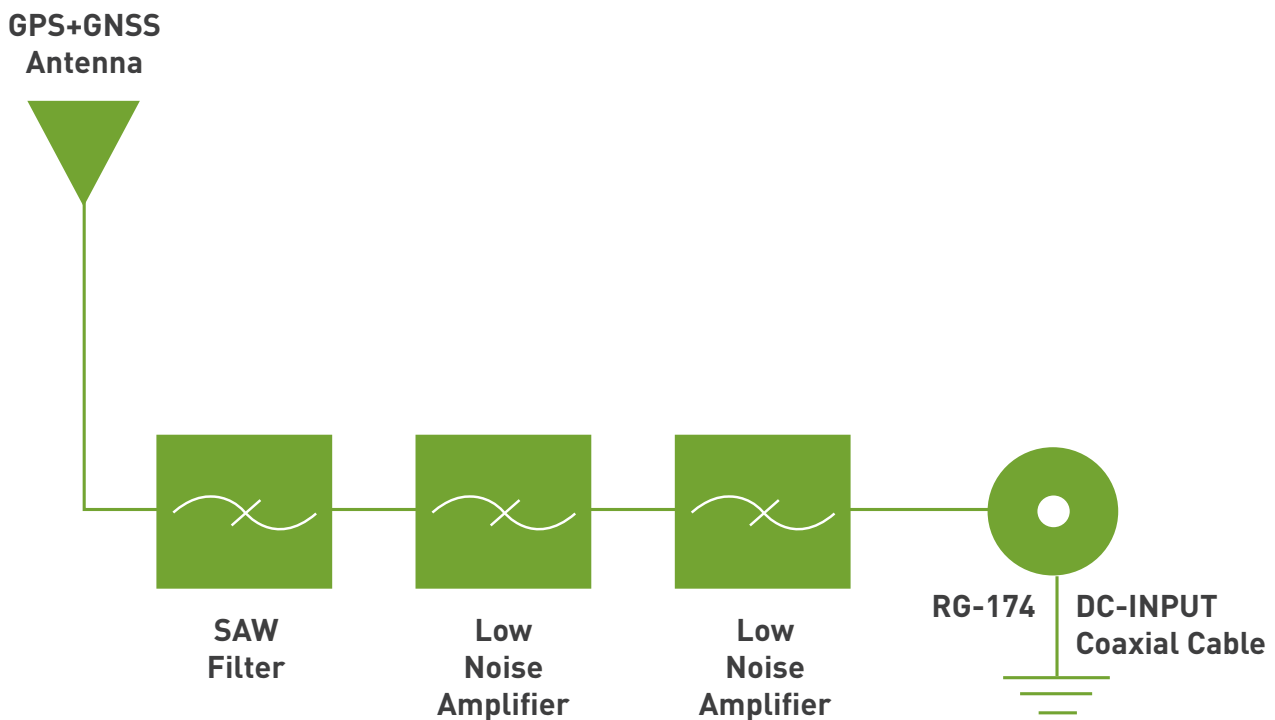 GPS+GNSS
Antenna
SAW
Filter
Low
Noise
Amplifier
Low
Noise
Amplifier
RG-174
DC-INPUT
Coaxial Cable